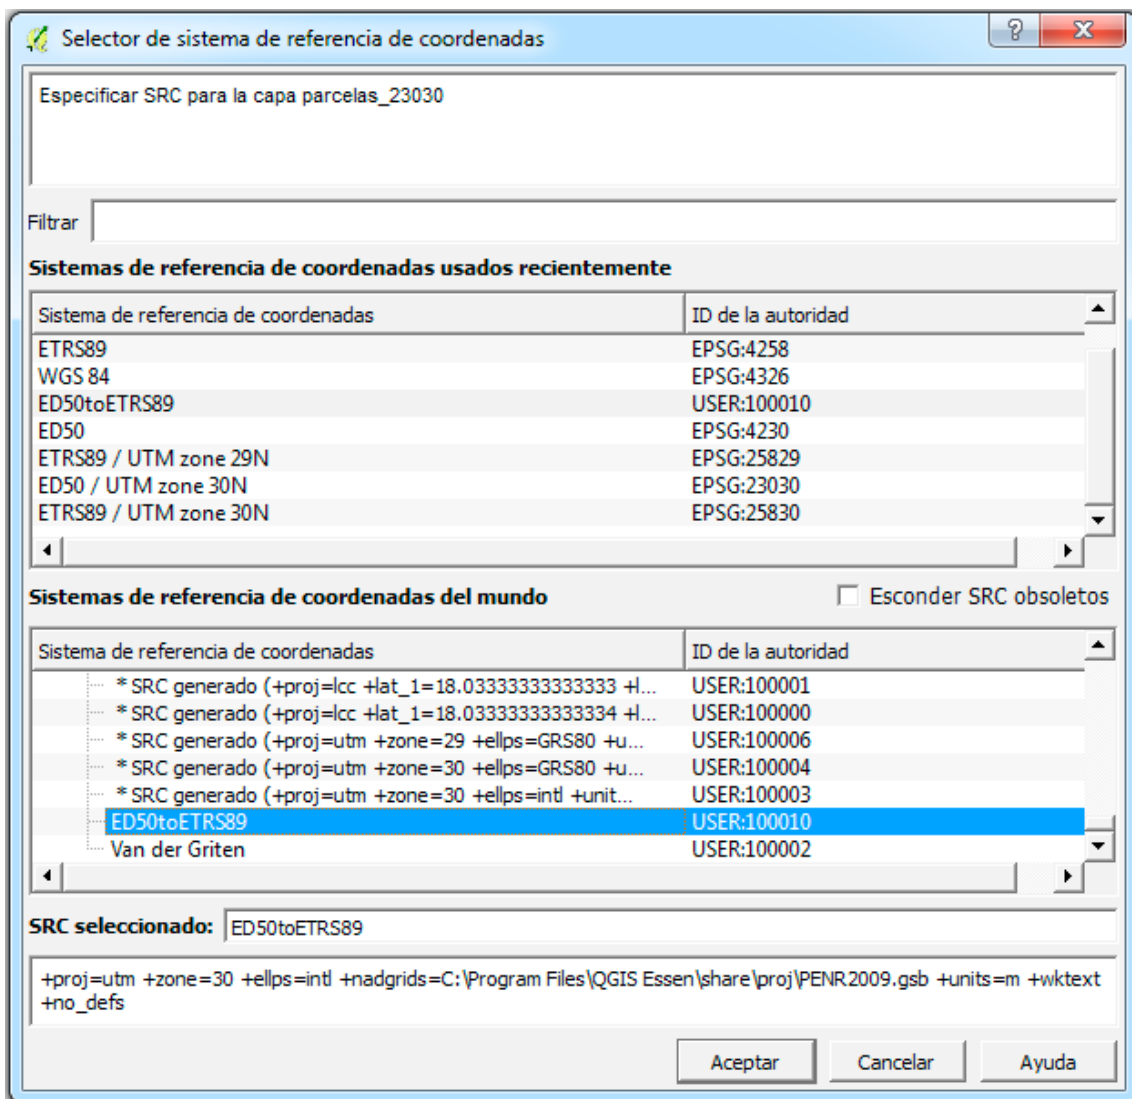 Selector de sistema de referencia de coordenadas
Especificar SRC para la capa parcelas_23030
Filtrar
Sistemas de referencia de coordenadas usados recientemente
Sistema de referencia de coordenadas ID de la autoridad
ETRS89 EPSG:4258
WGS 84 EPSG:4326
ED50toETRS89 USER:100010
ED50 EPSG:4230
ETRS89 / UTM zone 29N EPSG:25829
ED50 / UTM zone 30N EPSG:23030
ETRS89 / UTM zone 30N EPSG:25830
Sistemas de referencia de coordenadas del mundo Esconder SRC obsoletos
Sistema de referencia de coordenadas ID de la autoridad
* SRC generado (+proj=lcc +lat_1=18.03333333333333 +l... USER:100001
* SRC generado (+proj=lcc +lat_1=18.03333333333334 +l... USER:100000
* SRC generado (+proj=utm +zone=29 +ellps=GRS80 +u... USER:100006
* SRC generado (+proj=utm +zone=30 +ellps=GRS80 +u... USER:100004
* SRC generado (+proj=utm +zone=30 +ellps=intl +unit... USER:100003
ED50toETRS89 USER:100010
Van der Griten USER:100002
SRC seleccionado: ED50toETRS89
+proj=utm +zone=30 +ellps=intl +nadgrids=C:\Program Files\QGIS Essen\share\proj\PENR2009.gsb +units=m +wktext
+no_defs
Aceptar Cancelar Ayuda